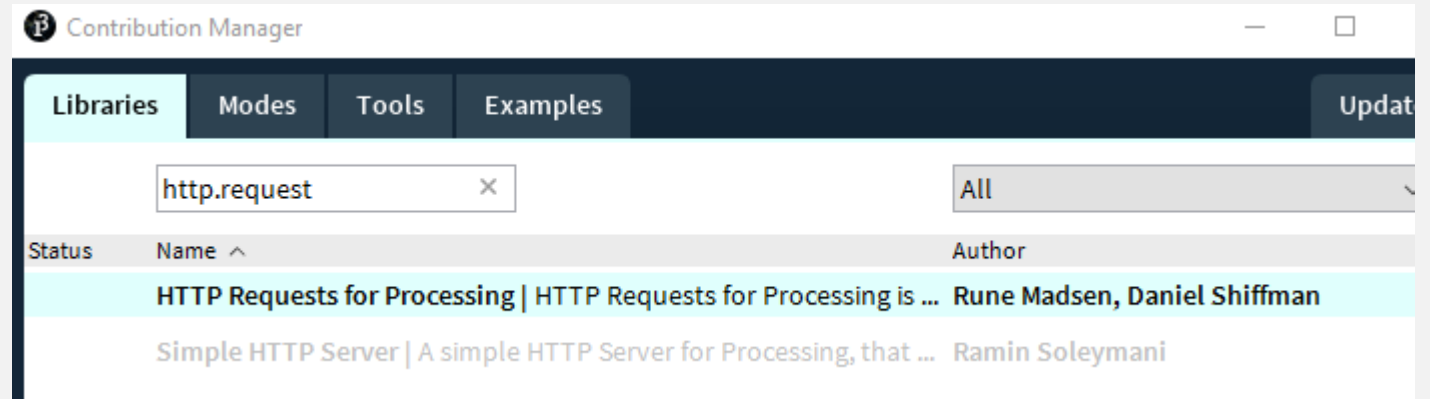 Contribution Manager
Libraries Modes Tools Examples Updat
http.request All
Status Name Author
HTTP Requests for Processing | HTTP Requests for Processing is ... Rune Madsen, Daniel Shiffman
Simple HTTP Server | A simple HTTP Server for Processing, that ... Ramin Soleymani